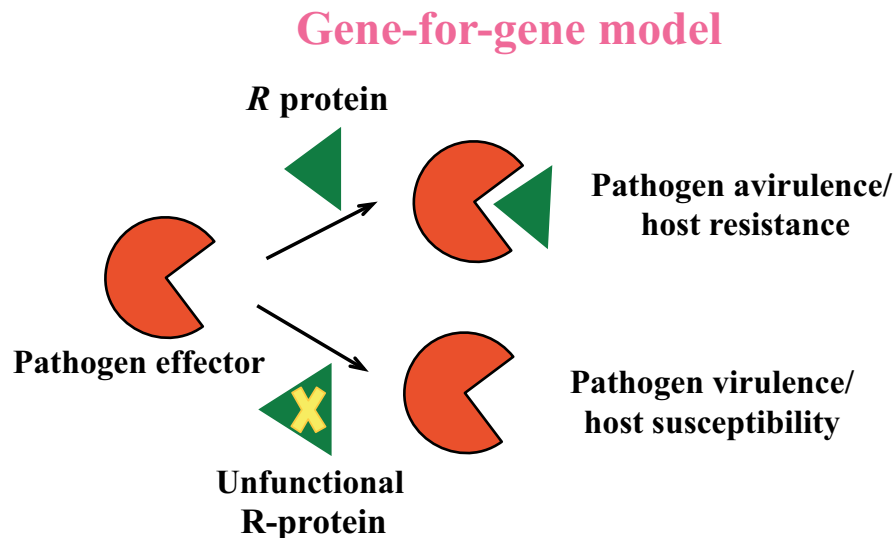 Gene-for-gene model
R protein
Pathogen avirulence/
host resistance
Pathogen effector
Pathogen virulence/
host susceptibility
Unfunctional
R-protein